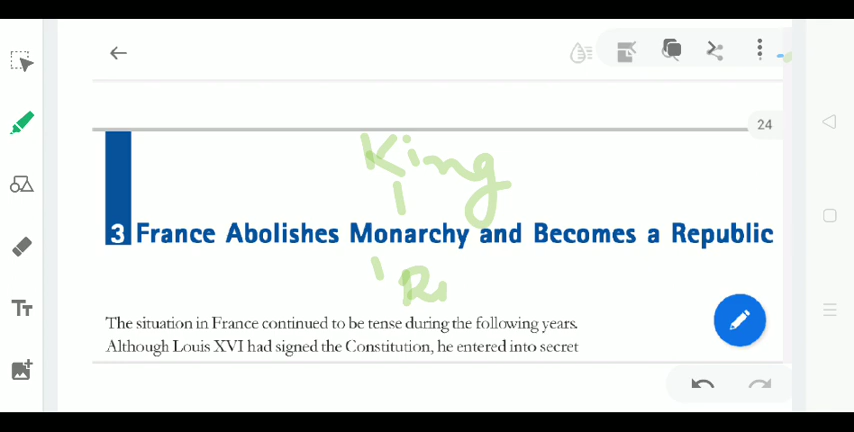 24
King
3 France Abolishes Monarchy and Becomes a Republic
The situation in France continued to be tense during the following years.
Although Louis XVI had signed the Constitution, he entered into secret